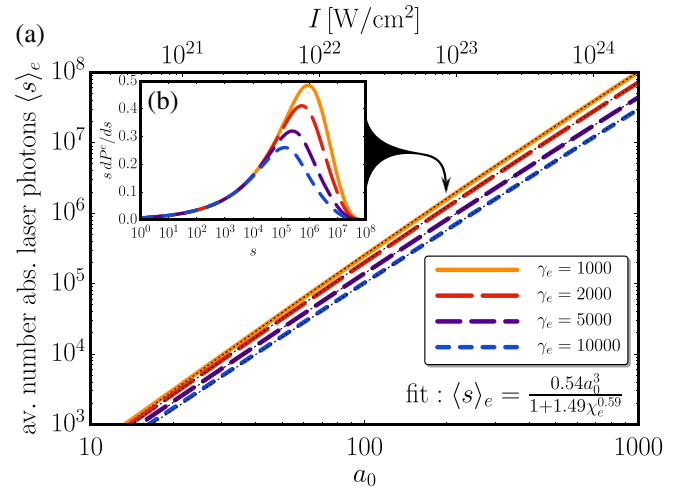 (a)
I [W/cm²]
10²¹ 10²² 10²³ 10²⁴
av. number abs. laser photons ⟨s⟩ₑ
10⁸
10⁷
10⁶
10⁵
10⁴
10³
(b)
s dPᵉ/ds
0.5
0.4
0.3
0.2
0.1
0.0
10⁰ 10¹ 10² 10³ 10⁴ 10⁵ 10⁶ 10⁷ 10⁸
s
γₑ = 1000
γₑ = 2000
γₑ = 5000
γₑ = 10000
fit : ⟨s⟩ₑ = 0.54a₀³ / 1+1.49χₑ^0.59
10 100 1000
a₀